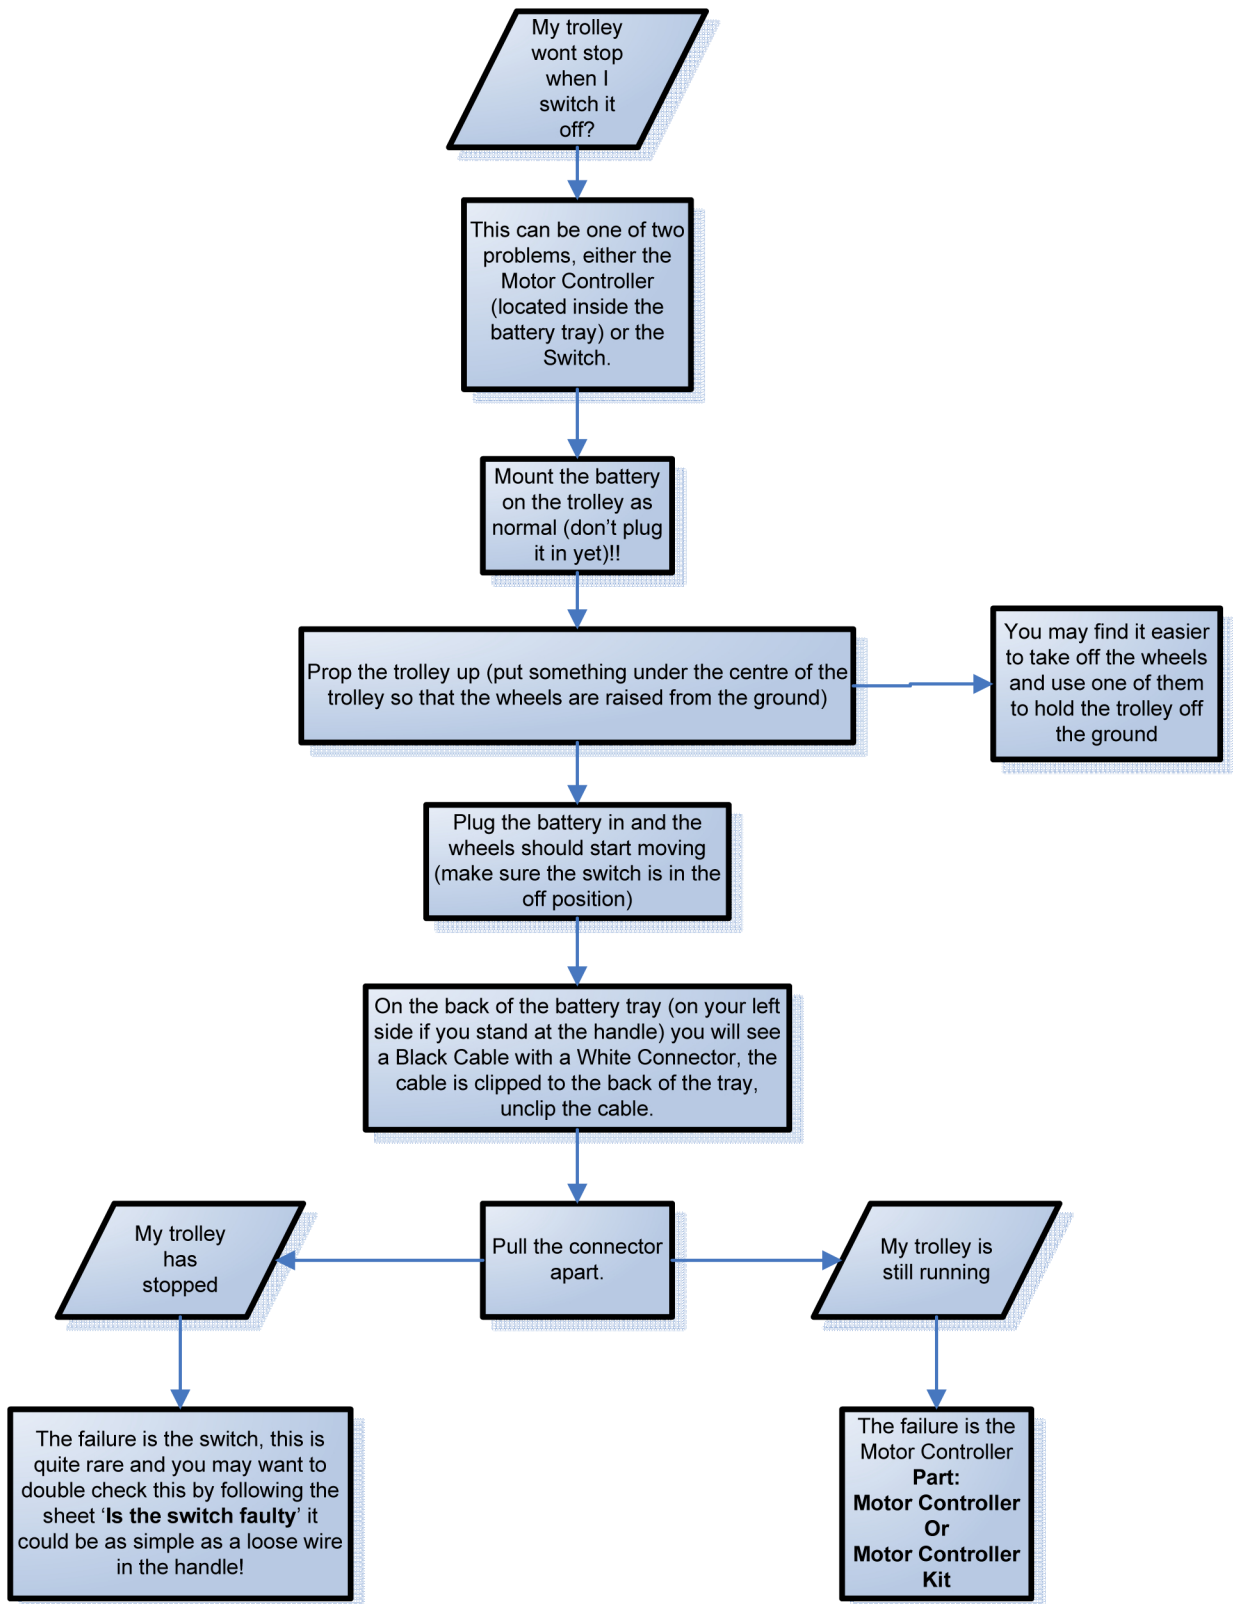 My trolley
wont stop
when I
switch it
off?
This can be one of two
problems, either the
Motor Controller
(located inside the
battery tray) or the
Switch.
Mount the battery
on the trolley as
normal (don’t plug
it in yet)!!
Prop the trolley up (put something under the centre of the
trolley so that the wheels are raised from the ground)
You may find it easier
to take off the wheels
and use one of them
to hold the trolley off
the ground
Plug the battery in and the
wheels should start moving
(make sure the switch is in the
off position)
On the back of the battery tray (on your left
side if you stand at the handle) you will see
a Black Cable with a White Connector, the
cable is clipped to the back of the tray,
unclip the cable.
My trolley
has
stopped
Pull the connector
apart.
My trolley is
still running
The failure is the switch, this is
quite rare and you may want to
double check this by following the
sheet ‘Is the switch faulty’ it
could be as simple as a loose wire
in the handle!
The failure is the
Motor Controller
Part:
Motor Controller
Or
Motor Controller
Kit